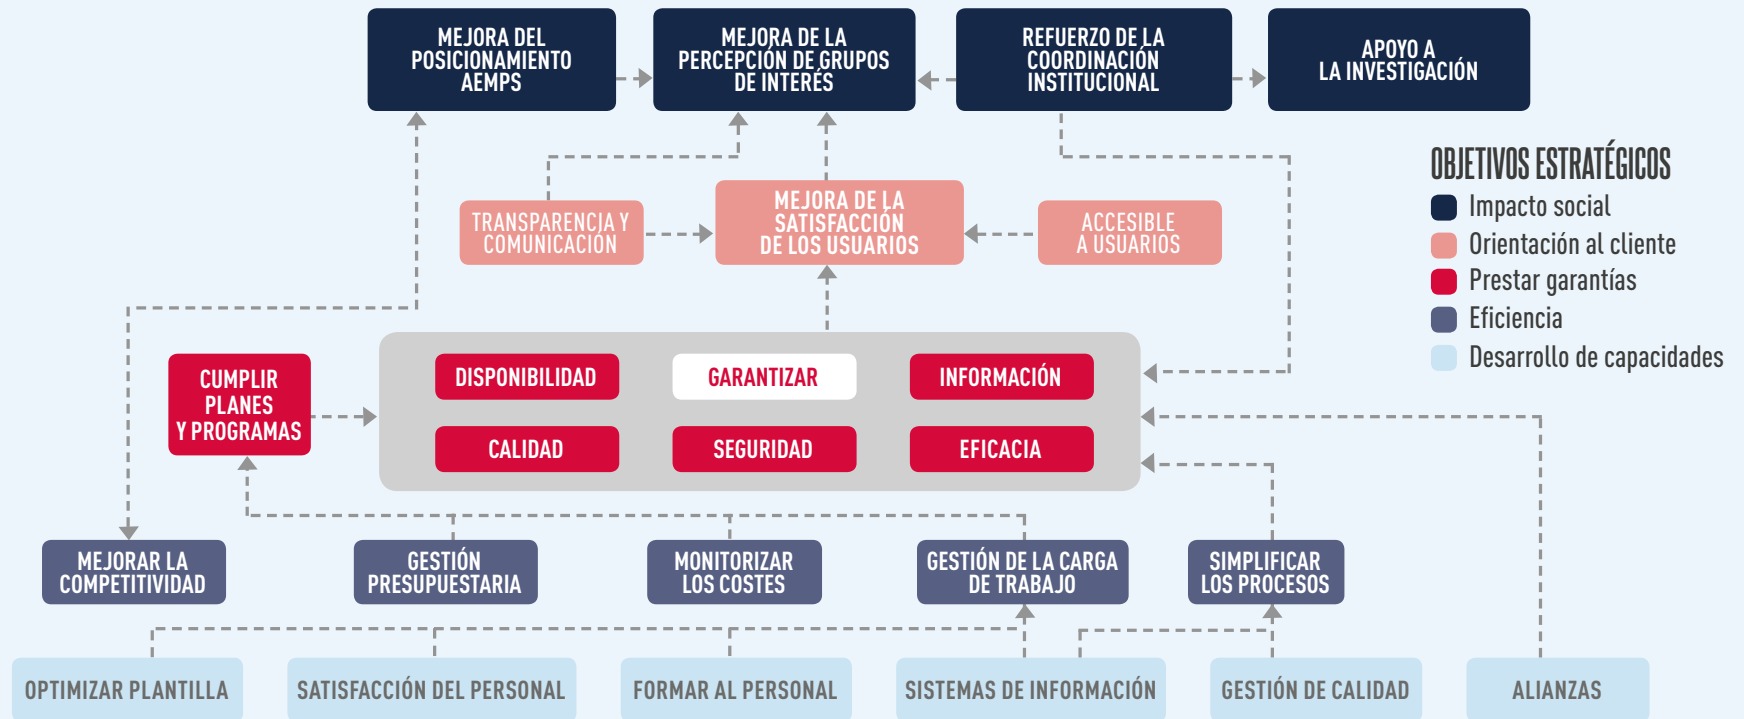 MEJORA DEL
POSICIONAMIENTO
AEMPS
MEJORA DE LA
PERCEPCIÓN DE GRUPOS
DE INTERÉS
REFUERZO DE LA
COORDINACIÓN
INSTITUCIONAL
APOYO A
LA INVESTIGACIÓN
OBJETIVOS ESTRATÉGICOS
Impacto social
Orientación al cliente
Prestar garantías
Eficiencia
Desarrollo de capacidades
TRANSPARENCIA Y
COMUNICACIÓN
MEJORA DE LA
SATISFACCIÓN
DE LOS USUARIOS
ACCESIBLE
A USUARIOS
CUMPLIR
PLANES
Y PROGRAMAS
DISPONIBILIDAD
GARANTIZAR
INFORMACIÓN
CALIDAD
SEGURIDAD
EFICACIA
MEJORAR LA
COMPETITIVIDAD
GESTIÓN
PRESUPUESTARIA
MONITORIZAR
LOS COSTES
GESTIÓN DE LA CARGA
DE TRABAJO
SIMPLIFICAR
LOS PROCESOS
OPTIMIZAR PLANTILLA
SATISFACCIÓN DEL PERSONAL
FORMAR AL PERSONAL
SISTEMAS DE INFORMACIÓN
GESTIÓN DE CALIDAD
ALIANZAS